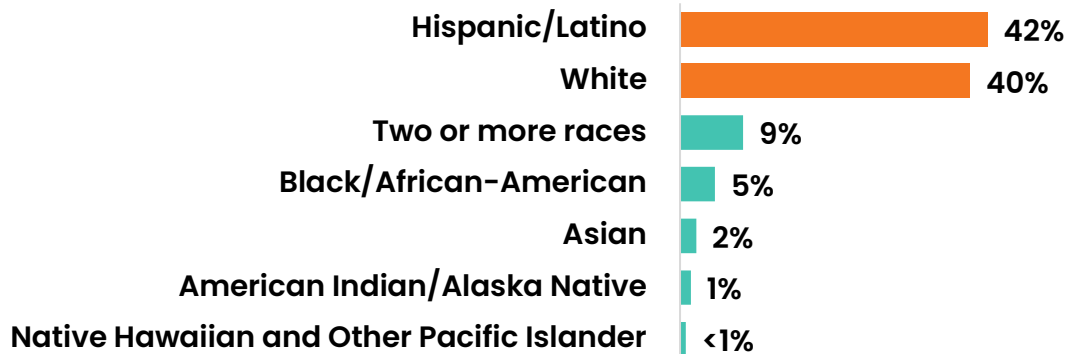 Hispanic/Latino 42%
White 40%
Two or more races 9%
Black/African-American 5%
Asian 2%
American Indian/Alaska Native 1%
Native Hawaiian and Other Pacific Islander <1%